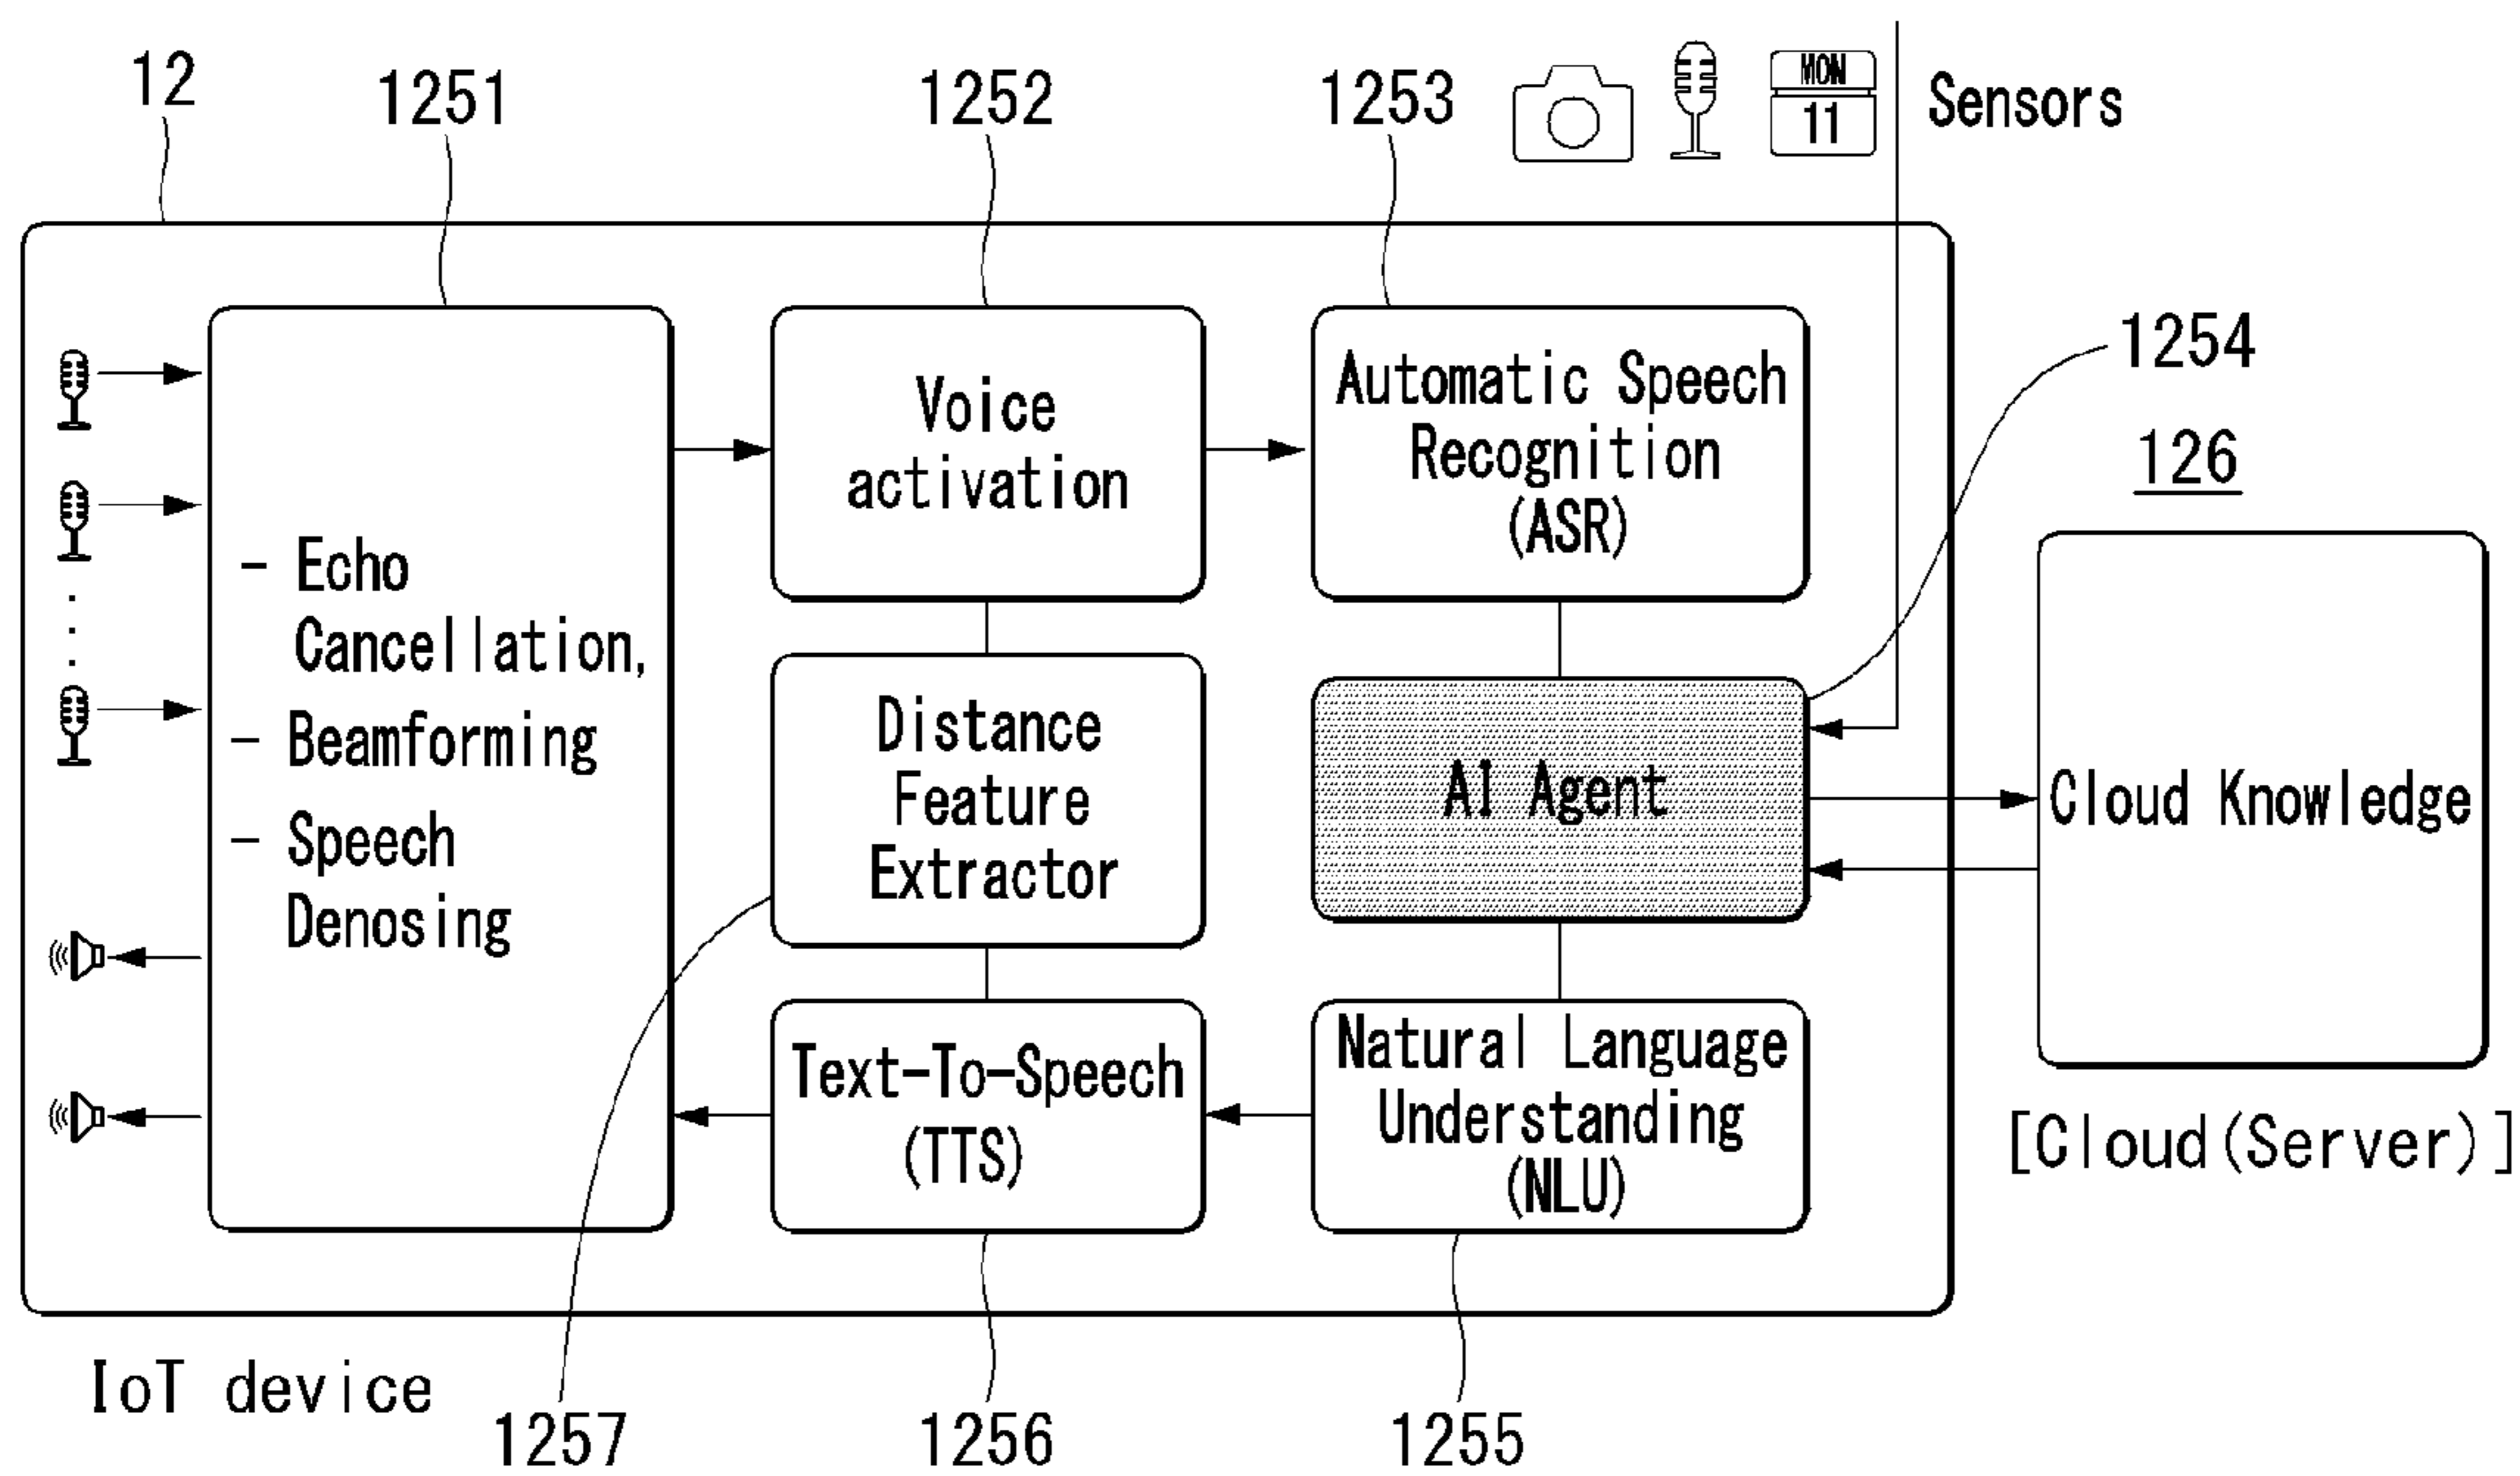 12
1251
1252
1253
MON
11
Sensors
1254
126
Voice
activation
Automatic Speech
Recognition
(ASR)
- Echo
Cancellation,
- Beamforming
- Speech
Denosing
Distance
Feature
Extractor
AI Agent
Cloud Knowledge
Text-To-Speech
(TTS)
Natural Language
Understanding
(NLU)
[Cloud(Server)]
IoT device
1257
1256
1255